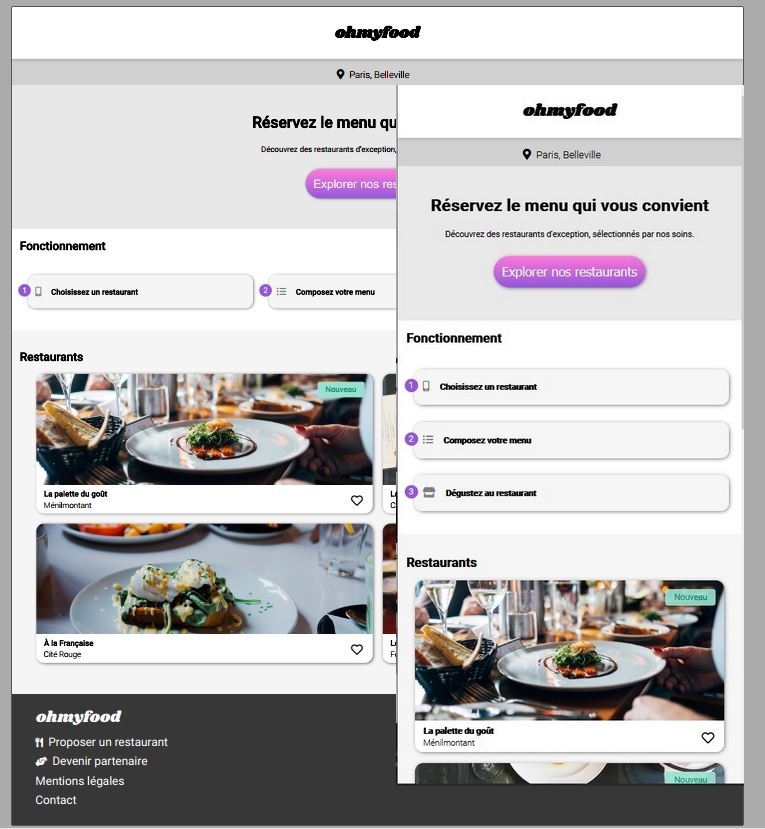 ohmyfood
Paris, Belleville
Réservez le menu qu
Découvrez des restaurants d'exception,
Explorer nos res
Fonctionnement
1 Choisissez un restaurant
2 Composez votre menu
Restaurants
Nouveau
La palette du goût
Ménilmontant
À la Française
Cité Rouge
ohmyfood
Proposer un restaurant
Devenir partenaire
Mentions légales
Contact
ohmyfood
Paris, Belleville
Réservez le menu qui vous convient
Découvrez des restaurants d'exception, sélectionnés par nos soins.
Explorer nos restaurants
Fonctionnement
1 Choisissez un restaurant
2 Composez votre menu
3 Dégustez au restaurant
Restaurants
Nouveau
La palette du goût
Ménilmontant
Nouveau